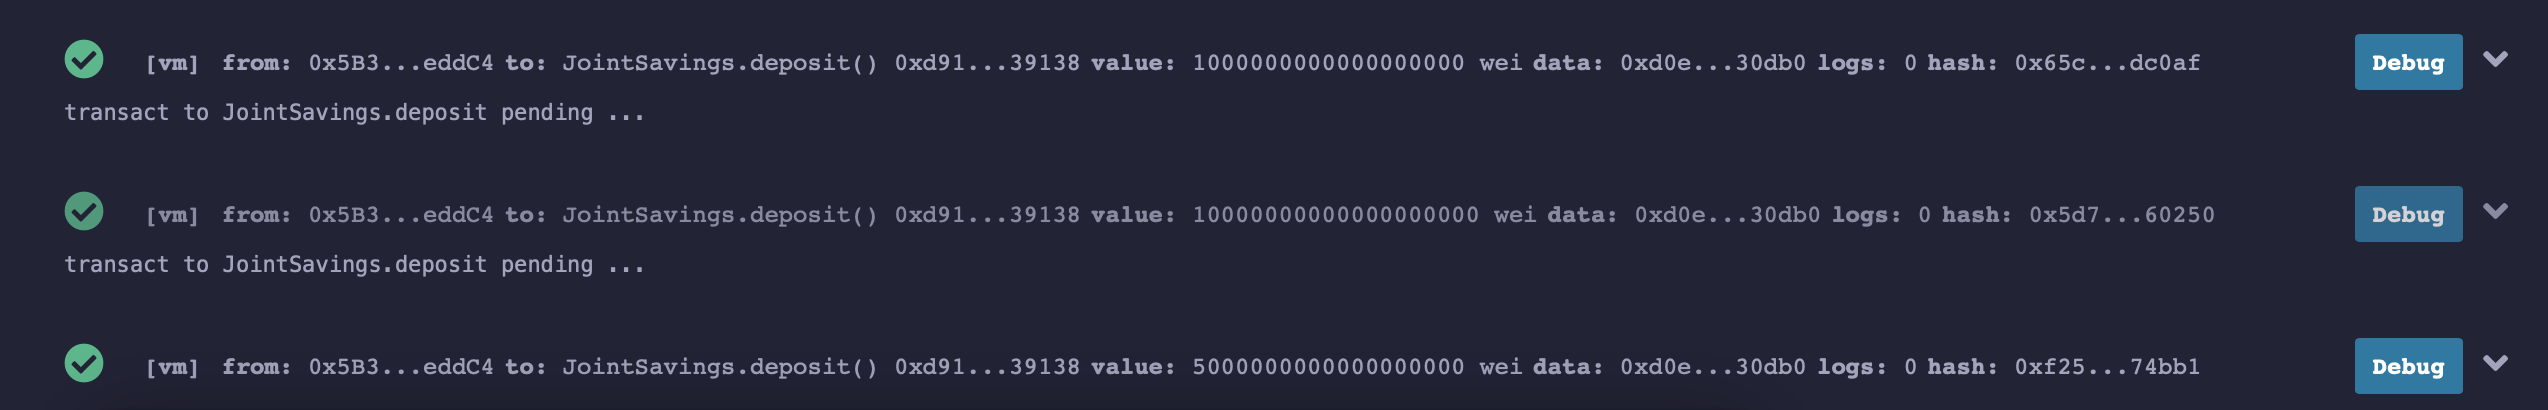 [vm] from: 0x5B3...eddC4 to: JointSavings.deposit() 0xd91...39138 value: 1000000000000000000 wei data: 0xd0e...30db0 logs: 0 hash: 0x65c...dc0af Debug
transact to JointSavings.deposit pending ...
[vm] from: 0x5B3...eddC4 to: JointSavings.deposit() 0xd91...39138 value: 10000000000000000000 wei data: 0xd0e...30db0 logs: 0 hash: 0x5d7...60250 Debug
transact to JointSavings.deposit pending ...
[vm] from: 0x5B3...eddC4 to: JointSavings.deposit() 0xd91...39138 value: 5000000000000000000 wei data: 0xd0e...30db0 logs: 0 hash: 0xf25...74bb1 Debug